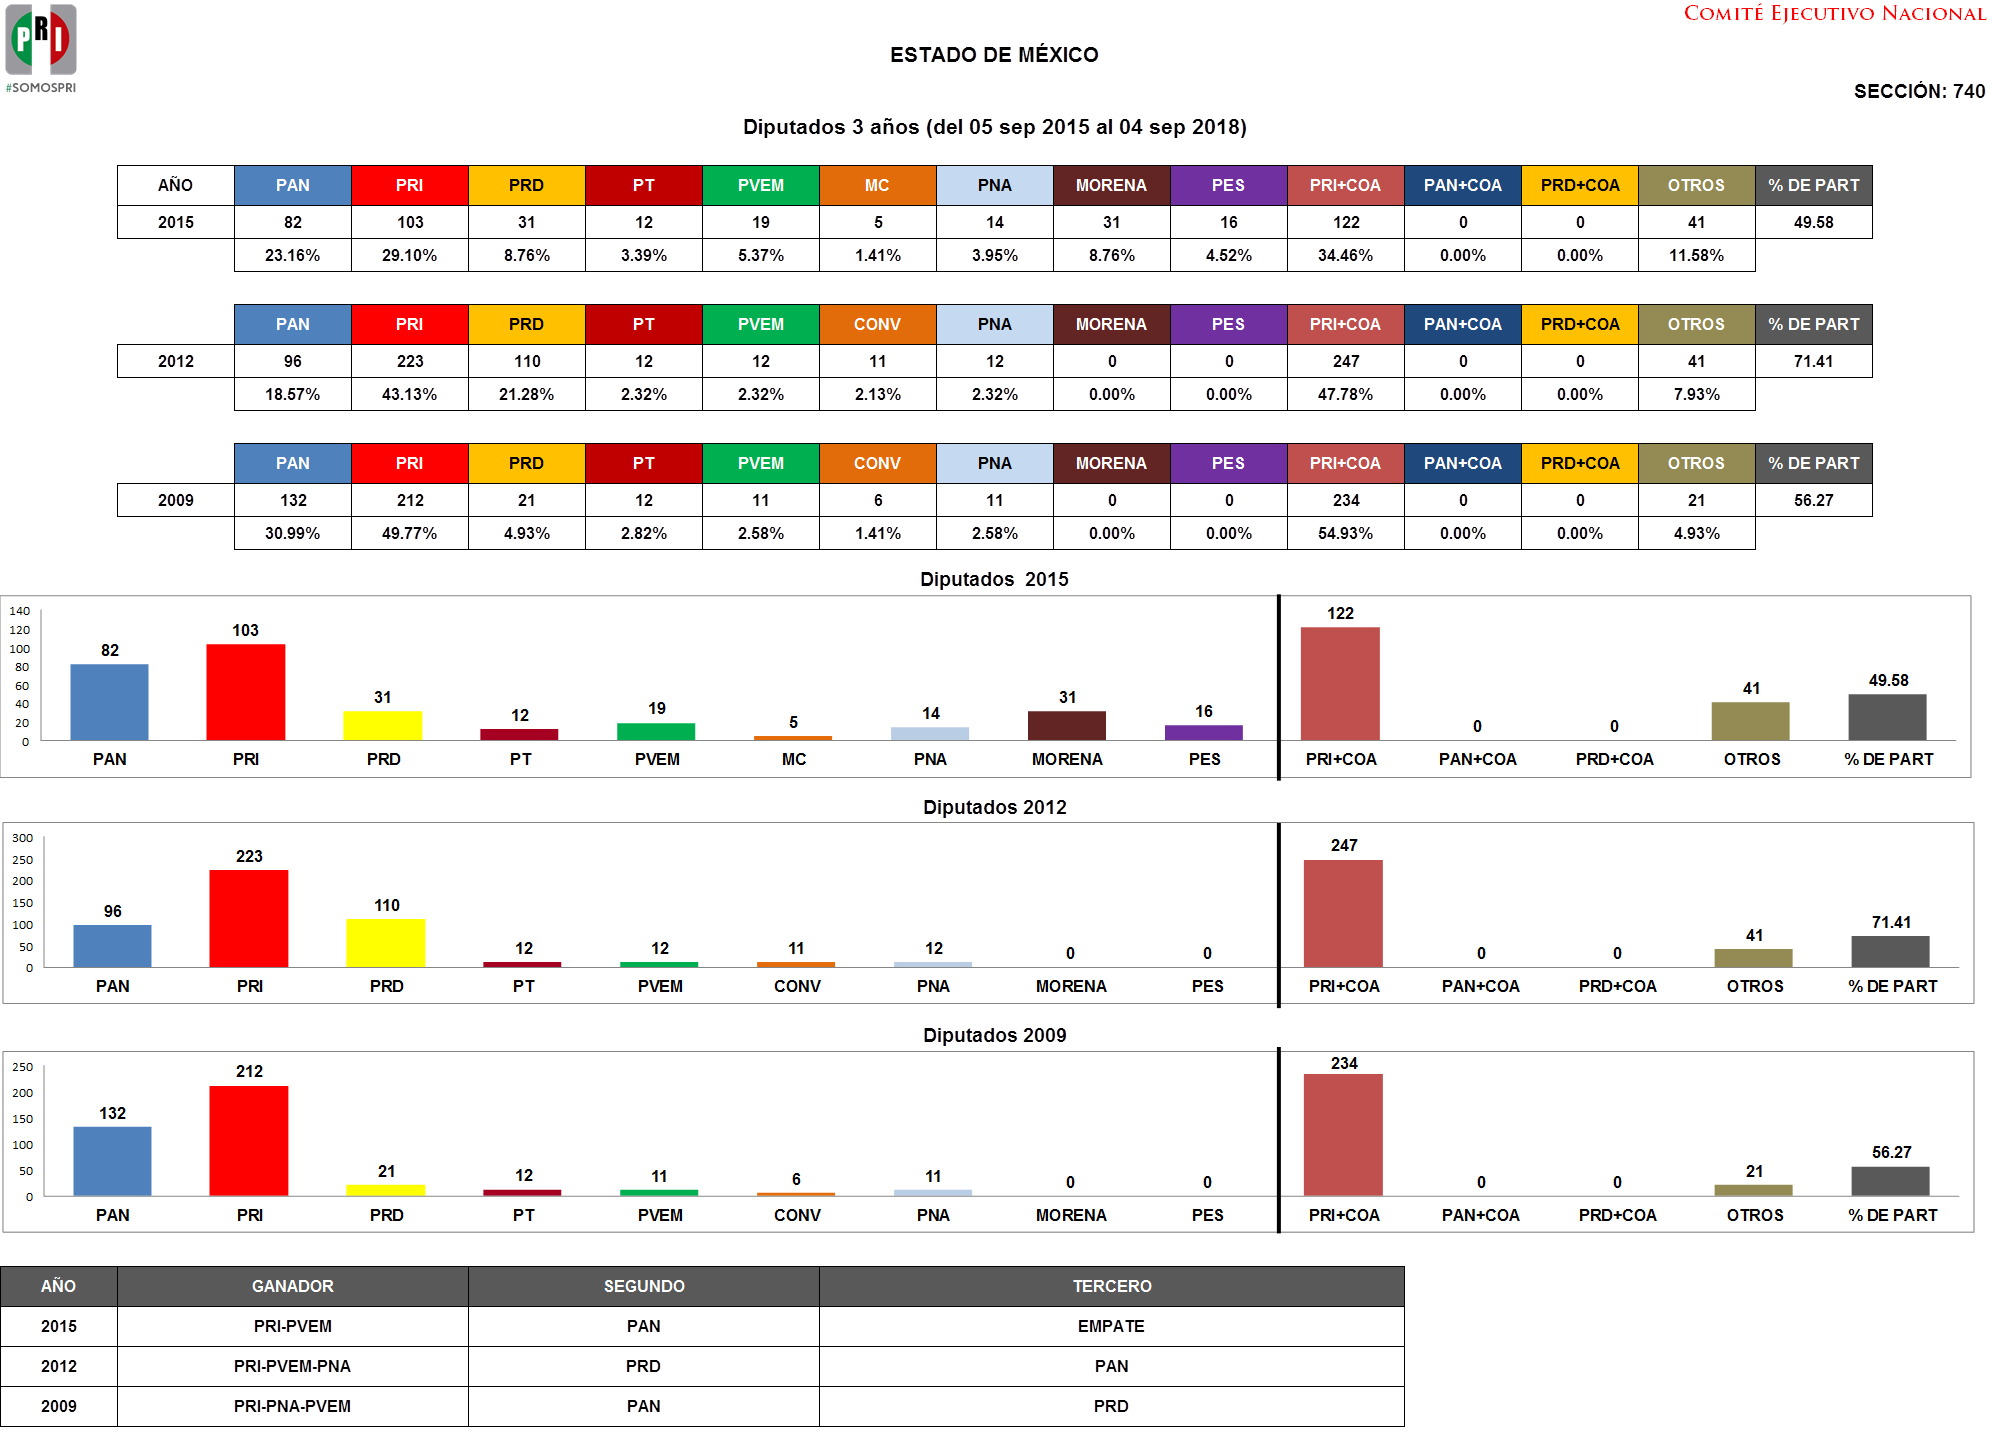 PRI
#SOMOSPRI
COMITÉ EJECUTIVO NACIONAL
ESTADO DE MÉXICO
SECCIÓN: 740
Diputados 3 años (del 05 sep 2015 al 04 sep 2018)
AÑO PAN PRI PRD PT PVEM MC PNA MORENA PES PRI+COA PAN+COA PRD+COA OTROS % DE PART
2015 82 103 31 12 19 5 14 31 16 122 0 0 41 49.58
23.16% 29.10% 8.76% 3.39% 5.37% 1.41% 3.95% 8.76% 4.52% 34.46% 0.00% 0.00% 11.58%
PAN PRI PRD PT PVEM CONV PNA MORENA PES PRI+COA PAN+COA PRD+COA OTROS % DE PART
2012 96 223 110 12 12 11 12 0 0 247 0 0 41 71.41
18.57% 43.13% 21.28% 2.32% 2.32% 2.13% 2.32% 0.00% 0.00% 47.78% 0.00% 0.00% 7.93%
PAN PRI PRD PT PVEM CONV PNA MORENA PES PRI+COA PAN+COA PRD+COA OTROS % DE PART
2009 132 212 21 12 11 6 11 0 0 234 0 0 21 56.27
30.99% 49.77% 4.93% 2.82% 2.58% 1.41% 2.58% 0.00% 0.00% 54.93% 0.00% 0.00% 4.93%
Diputados 2015
140
120
100
80
60
40
20
0
82 103 31 12 19 5 14 31 16 122 0 0 41 49.58
PAN PRI PRD PT PVEM MC PNA MORENA PES PRI+COA PAN+COA PRD+COA OTROS % DE PART
Diputados 2012
300
250
200
150
100
50
0
96 223 110 12 12 11 12 0 0 247 0 0 41 71.41
PAN PRI PRD PT PVEM CONV PNA MORENA PES PRI+COA PAN+COA PRD+COA OTROS % DE PART
Diputados 2009
250
200
150
100
50
0
132 212 21 12 11 6 11 0 0 234 0 0 21 56.27
PAN PRI PRD PT PVEM CONV PNA MORENA PES PRI+COA PAN+COA PRD+COA OTROS % DE PART
AÑO GANADOR SEGUNDO TERCERO
2015 PRI-PVEM PAN EMPATE
2012 PRI-PVEM-PNA PRD PAN
2009 PRI-PNA-PVEM PAN PRD